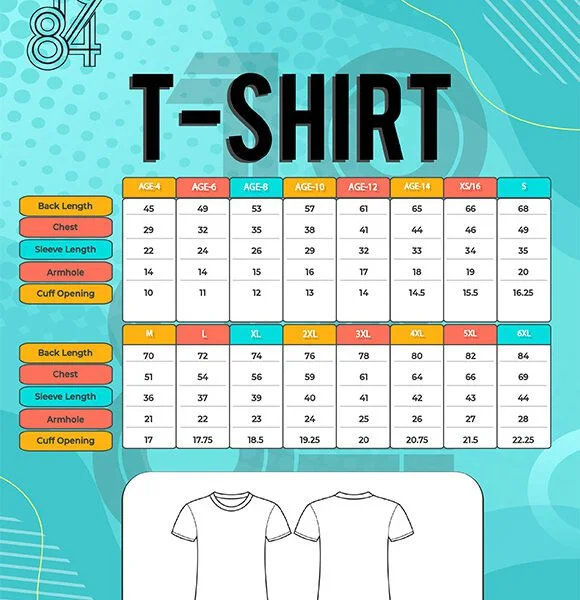 1984
T-SHIRT
AGE-4 AGE-6 AGE-8 AGE-10 AGE-12 AGE-14 XS/16 S
Back Length 45 49 53 57 61 65 66 68
Chest 29 32 35 38 41 44 46 49
Sleeve Length 22 24 26 29 32 33 34 35
Armhole 14 14 15 16 17 18 19 20
Cuff Opening 10 11 12 13 14 14.5 15.5 16.25
M L XL 2XL 3XL 4XL 5XL 6XL
Back Length 70 72 74 76 78 80 82 84
Chest 51 54 56 59 61 64 66 69
Sleeve Length 36 37 39 40 41 42 43 44
Armhole 21 22 23 24 25 26 27 28
Cuff Opening 17 17.75 18.5 19.25 20 20.75 21.5 22.25